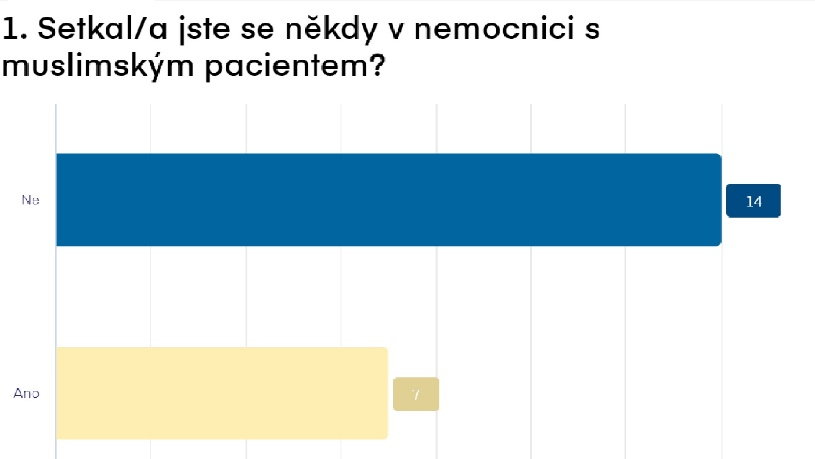 1. Setkal/a jste se někdy v nemocnici s
muslimským pacientem?
Ne
14
Ano
7